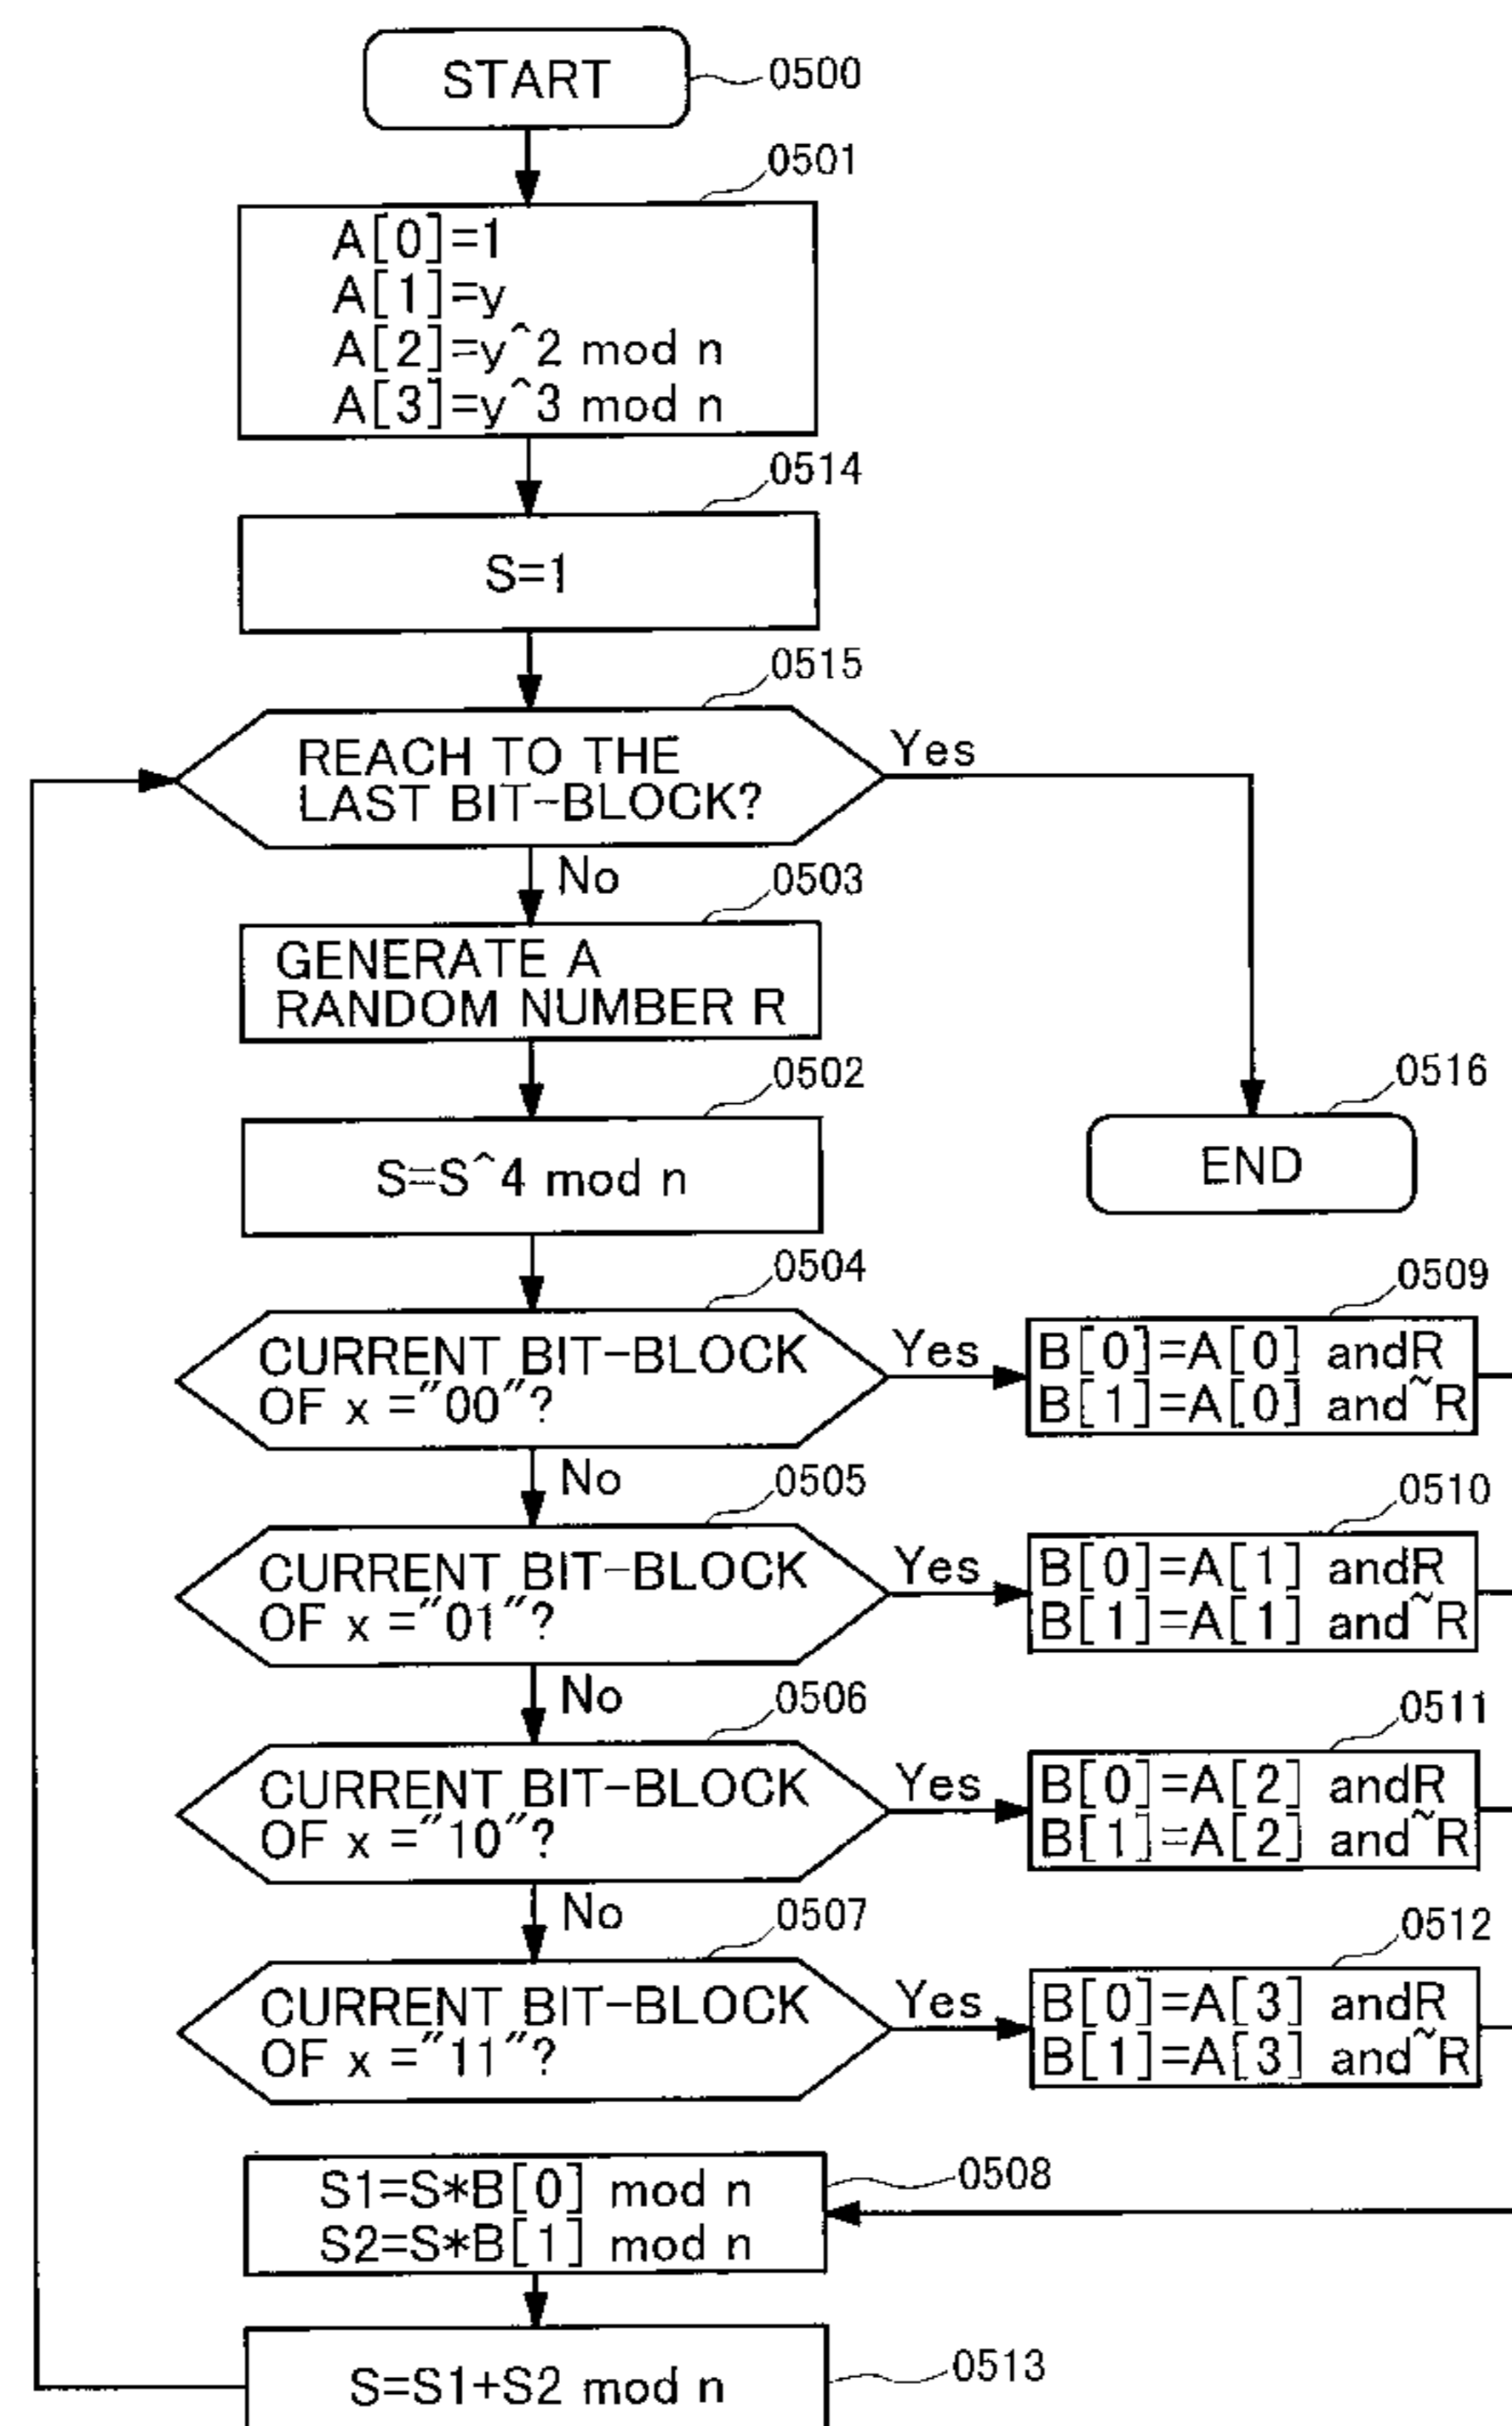 START
0500
0501
A[0]=1
A[1]=y
A[2]=y^2 mod n
A[3]=y^3 mod n
0514
S=1
0515
REACH TO THE
LAST BIT-BLOCK?
Yes
No
0503
GENERATE A
RANDOM NUMBER R
0502
S=S^4 mod n
0516
END
0504
CURRENT BIT-BLOCK
OF x ="00"?
Yes
0509
B[0]=A[0] andR
B[1]=A[0] and~R
No
0505
CURRENT BIT-BLOCK
OF x ="01"?
Yes
0510
B[0]=A[1] andR
B[1]=A[1] and~R
No
0506
CURRENT BIT-BLOCK
OF x ="10"?
Yes
0511
B[0]=A[2] andR
B[1]=A[2] and~R
No
0507
CURRENT BIT-BLOCK
OF x ="11"?
Yes
0512
B[0]=A[3] andR
B[1]=A[3] and~R
S1=S*B[0] mod n
S2=S*B[1] mod n
0508
S=S1+S2 mod n
0513